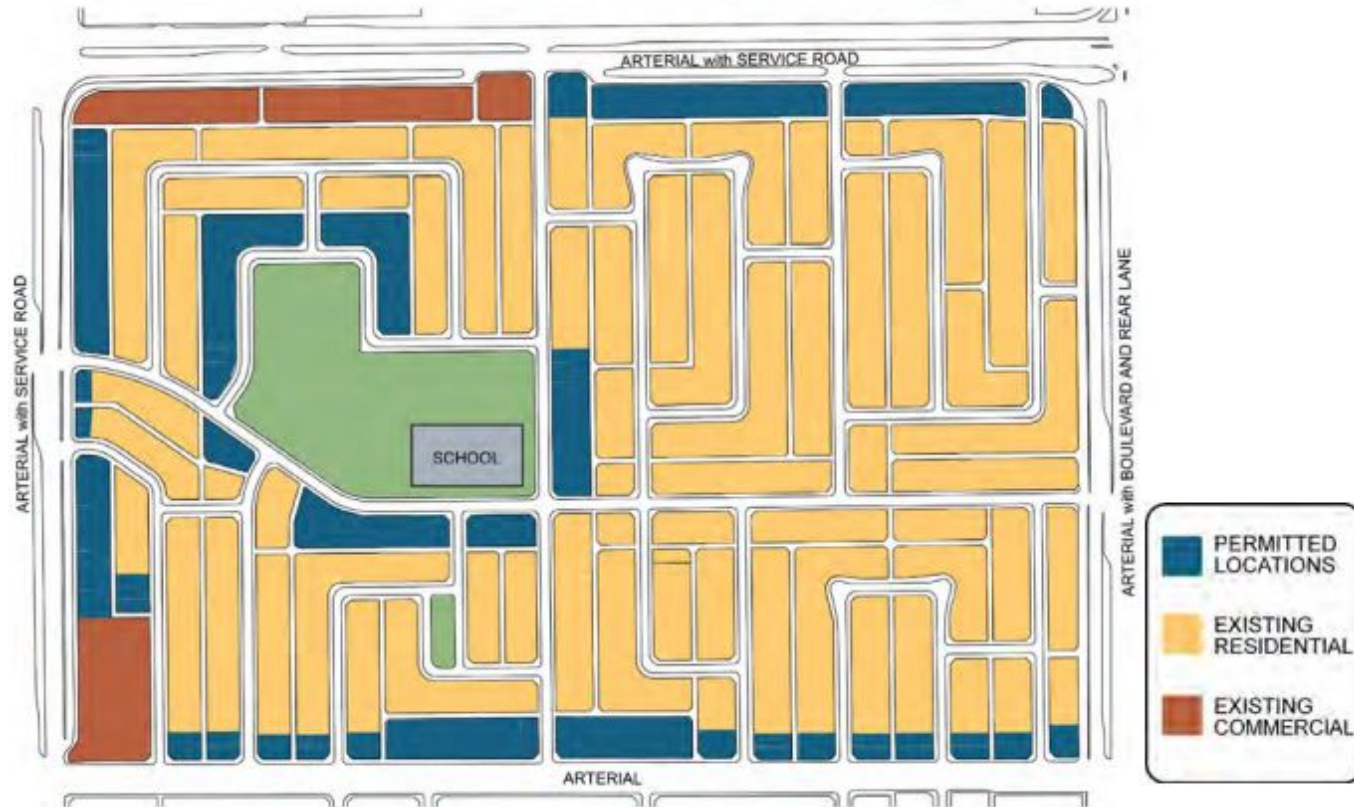 ARTERIAL with SERVICE ROAD
ARTERIAL with SERVICE ROAD
SCHOOL
ARTERIAL with BOULEVARD AND REAR LANE
ARTERIAL
PERMITTED
LOCATIONS
EXISTING
RESIDENTIAL
EXISTING
COMMERCIAL